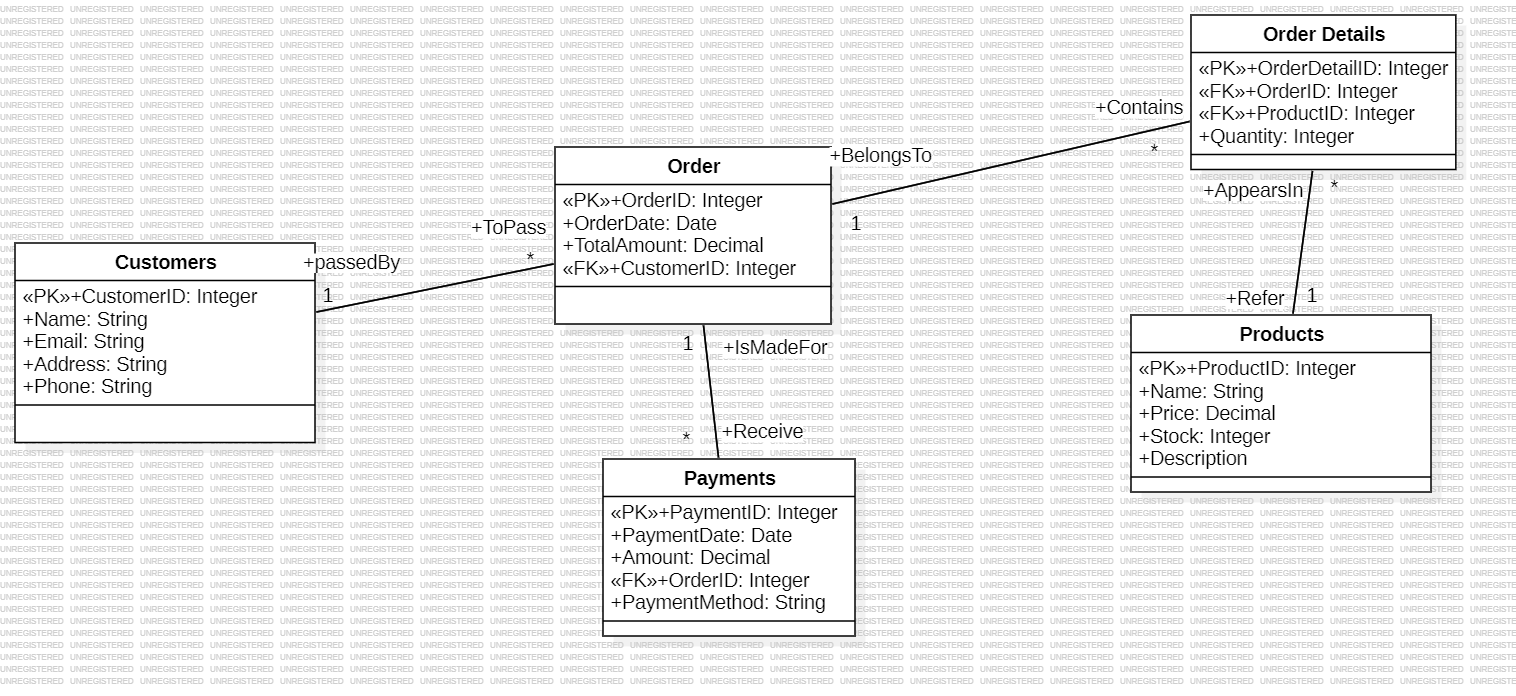 Order Details
«PK»+OrderDetailID: Integer
«FK»+OrderID: Integer
«FK»+ProductID: Integer
+Quantity: Integer
+Contains
*
+BelongsTo
1
Order
«PK»+OrderID: Integer
+OrderDate: Date
+TotalAmount: Decimal
«FK»+CustomerID: Integer
+ToPass
*
+passedBy
1
Customers
«PK»+CustomerID: Integer
+Name: String
+Email: String
+Address: String
+Phone: String
+AppearsIn
*
+Refer
1
Products
«PK»+ProductID: Integer
+Name: String
+Price: Decimal
+Stock: Integer
+Description
1
+IsMadeFor
*
+Receive
Payments
«PK»+PaymentID: Integer
+PaymentDate: Date
+Amount: Decimal
«FK»+OrderID: Integer
+PaymentMethod: String
UNREGISTERED